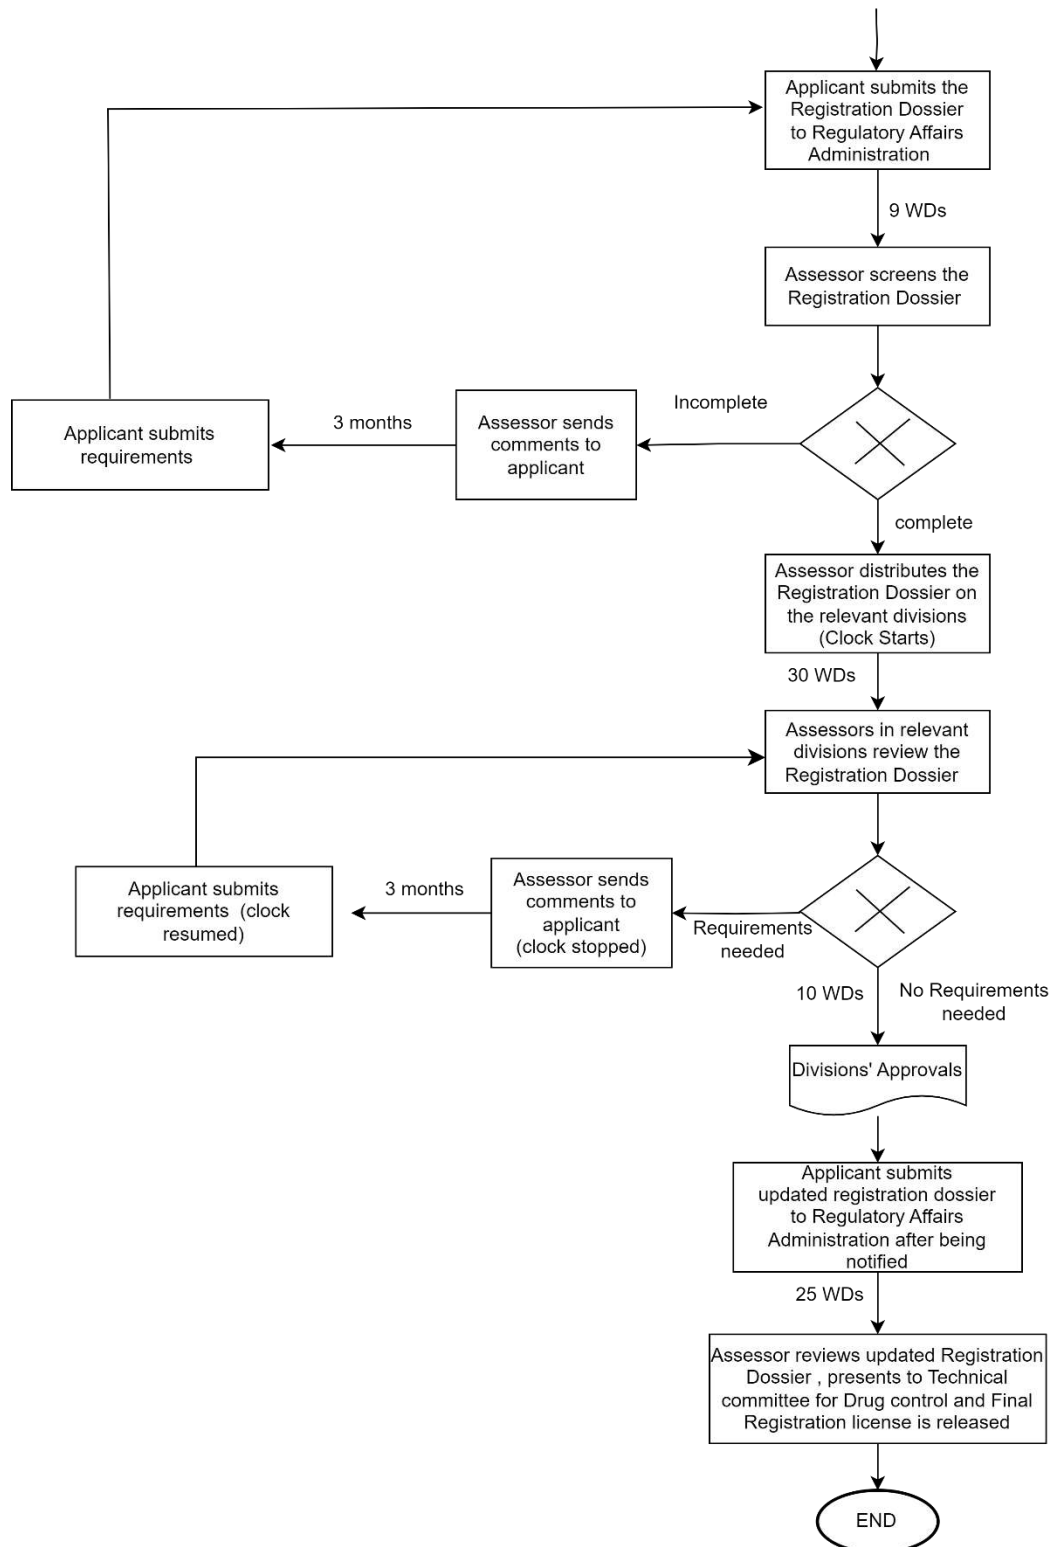 Applicant submits the
Registration Dossier
to Regulatory Affairs
Administration
9 WDs
Assessor screens the
Registration Dossier
Incomplete
Assessor sends
comments to
applicant
3 months
Applicant submits
requirements
complete
Assessor distributes the
Registration Dossier on
the relevant divisions
(Clock Starts)
30 WDs
Assessors in relevant
divisions review the
Registration Dossier
Requirements
needed
Assessor sends
comments to
applicant
(clock stopped)
3 months
Applicant submits
requirements (clock
resumed)
10 WDs
No Requirements
needed
Divisions' Approvals
Applicant submits
updated registration dossier
to Regulatory Affairs
Administration after being
notified
25 WDs
Assessor reviews updated Registration
Dossier , presents to Technical
committee for Drug control and Final
Registration license is released
END